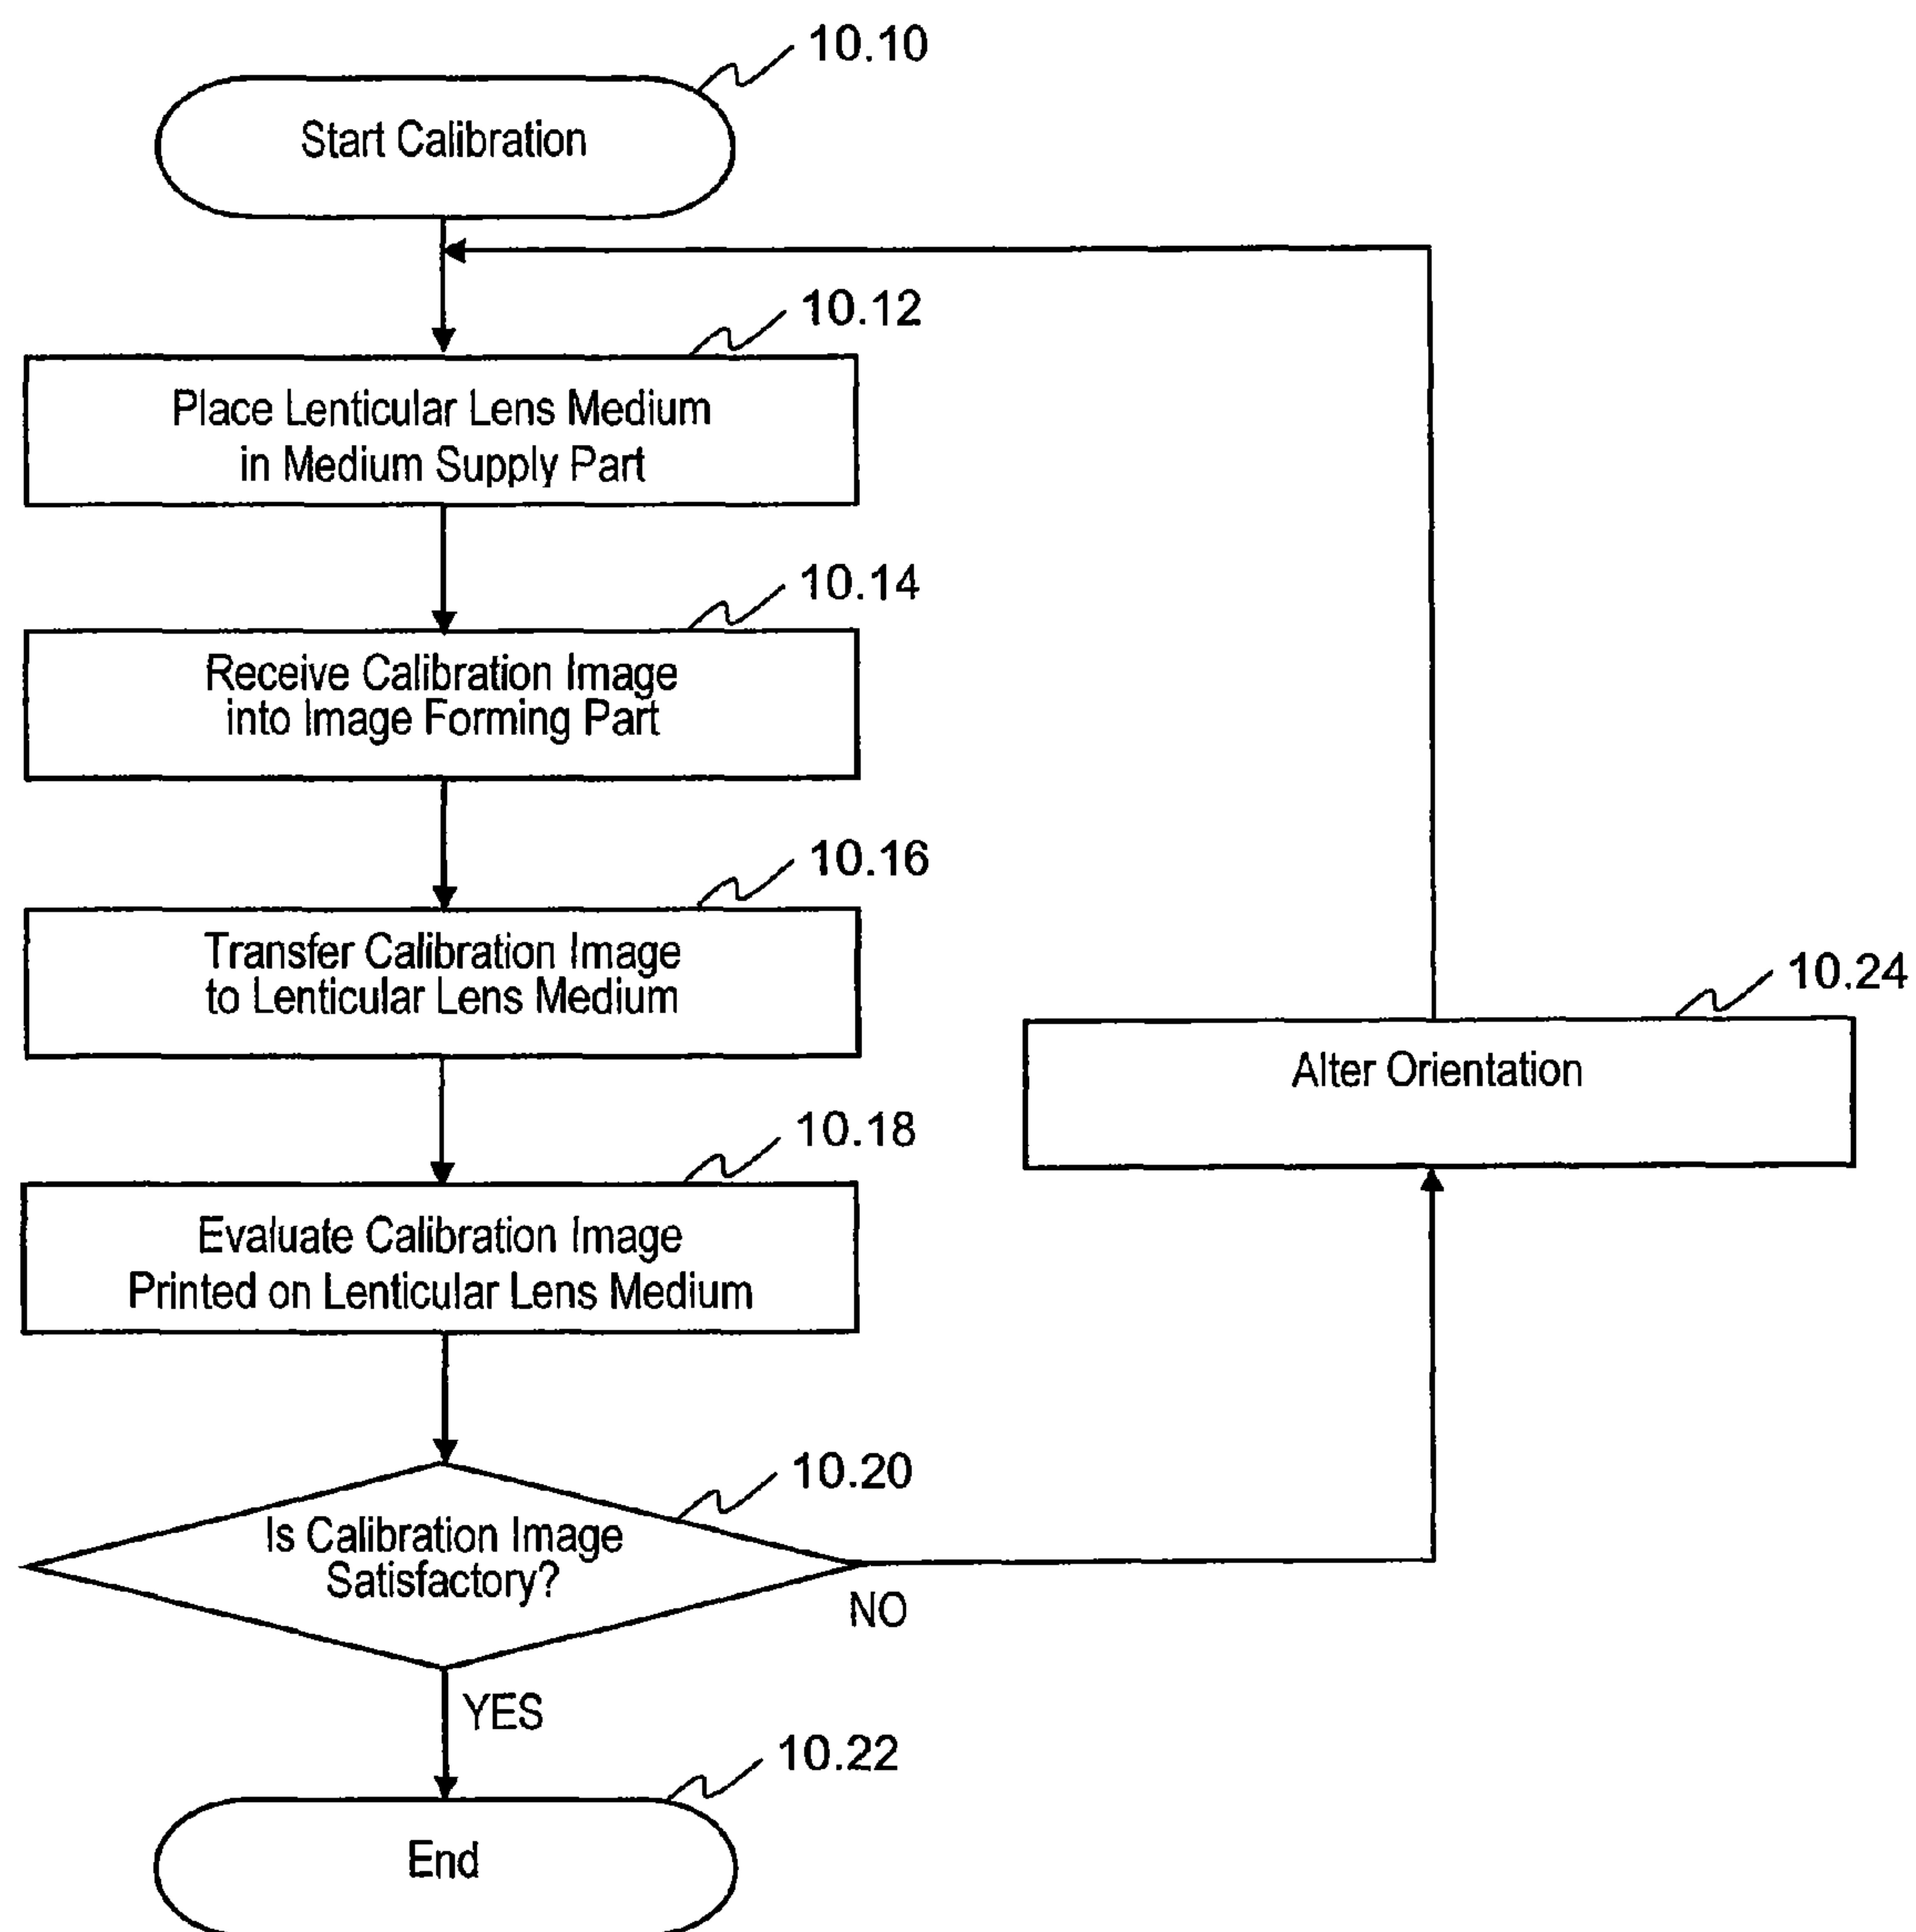 10.10
Start Calibration
10.12
Place Lenticular Lens Medium
in Medium Supply Part
10.14
Receive Calibration Image
into Image Forming Part
10.16
Transfer Calibration Image
to Lenticular Lens Medium
10.24
Alter Orientation
10.18
Evaluate Calibration Image
Printed on Lenticular Lens Medium
10.20
Is Calibration Image
Satisfactory?
NO
YES
10.22
End